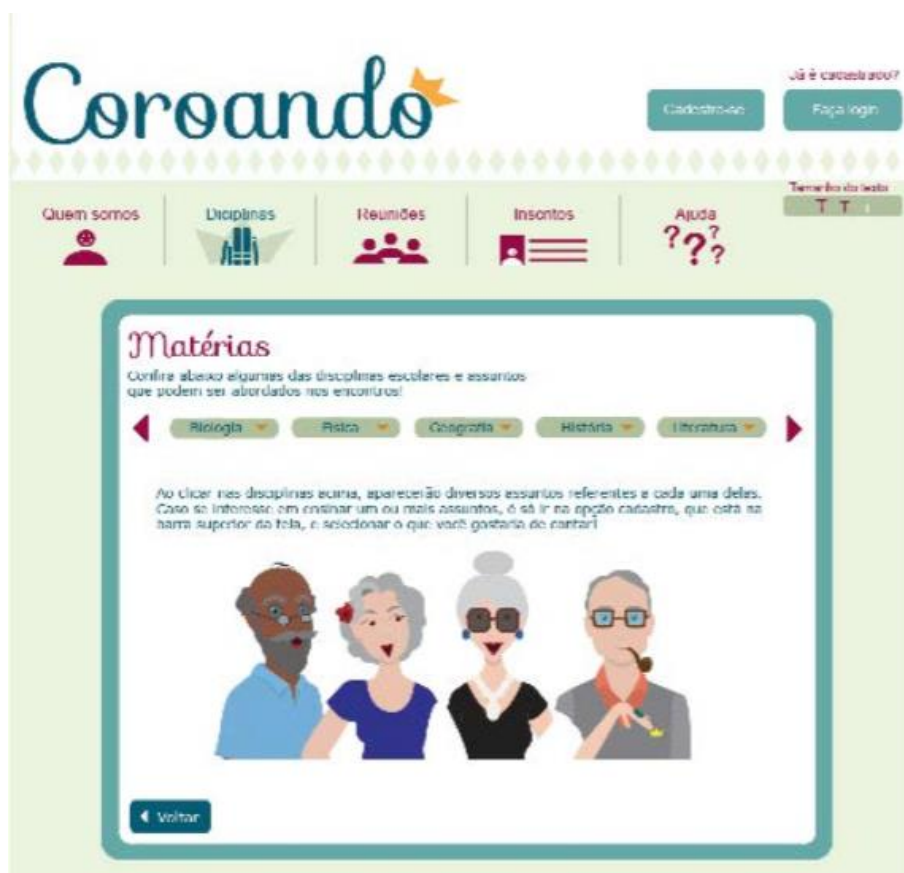 Coroando
Já é cadastrado?
Cadastre-se
Faça login
Tamanho do texto
T T
Quem somos
Diciplinas
Reuniões
Inscritos
Ajuda
???
?
Matérias
Confira abaixo algumas das disciplinas escolares e assuntos
que podem ser abordados nos encontros!
Biologia
Física
Geografia
História
Literatura
Ao clicar nas disciplinas acima, aparecerão diversos assuntos referentes a cada uma delas.
Caso se interesse em ensinar um ou mais assuntos, é só ir na opção cadastro, que está na
barra superior da tela, e selecionar o que você gostaria de contar!
Voltar